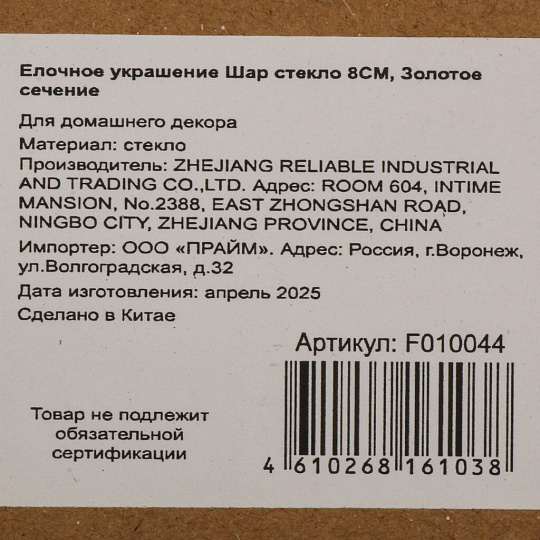 Елочное украшение Шар стекло 8СМ, Золотое
сечение
Для домашнего декора
Материал: стекло
Производитель: ZHEJIANG RELIABLE INDUSTRIAL
AND TRADING CO.,LTD. Адрес: ROOM 604, INTIME
MANSION, No.2388, EAST ZHONGSHAN ROAD,
NINGBO CITY, ZHEJIANG PROVINCE, CHINA
Импортер: ООО «ПРАЙМ». Адрес: Россия, г.Воронеж,
ул.Волгоградская, д.32
Дата изготовления: апрель 2025
Сделано в Китае
Артикул: F010044
Товар не подлежит
обязательной
сертификации
4 610268 161038